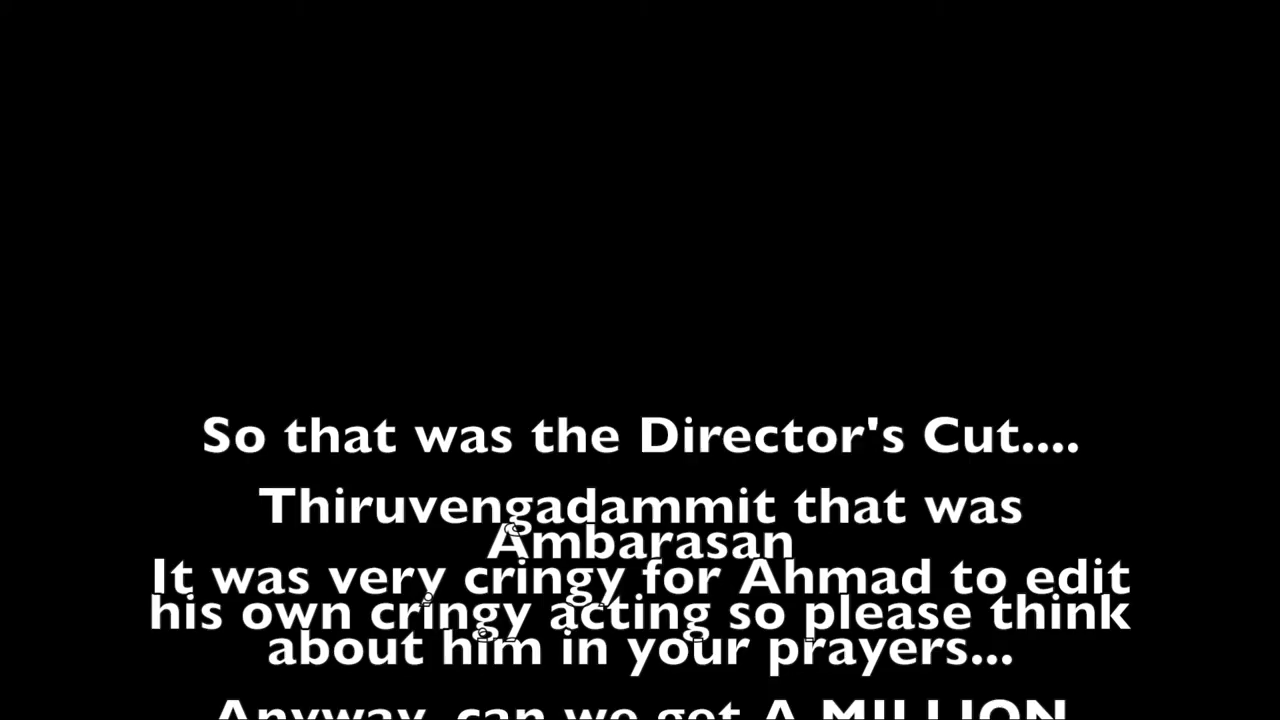 So that was the Director's Cut....
Thiruvengadammit that was
Ambarasan
It was very cringy for Ahmad to edit
his own cringy acting so please think
about him in your prayers...
Anyway, can we get A MILLION